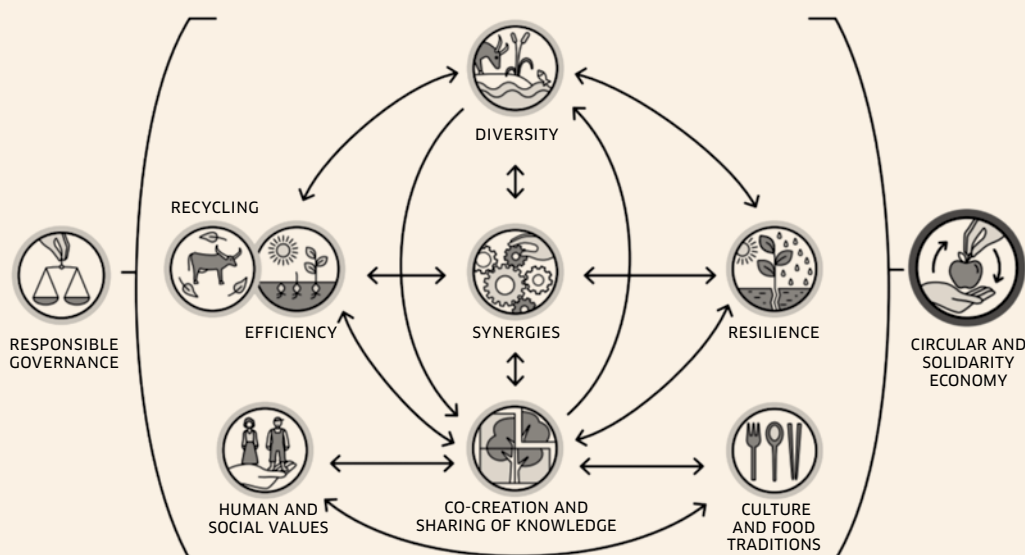 DIVERSITY
RECYCLING
EFFICIENCY
SYNERGIES
RESILIENCE
RESPONSIBLE
GOVERNANCE
CIRCULAR AND
SOLIDARITY
ECONOMY
HUMAN AND
SOCIAL VALUES
CO-CREATION AND
SHARING OF KNOWLEDGE
CULTURE
AND FOOD
TRADITIONS